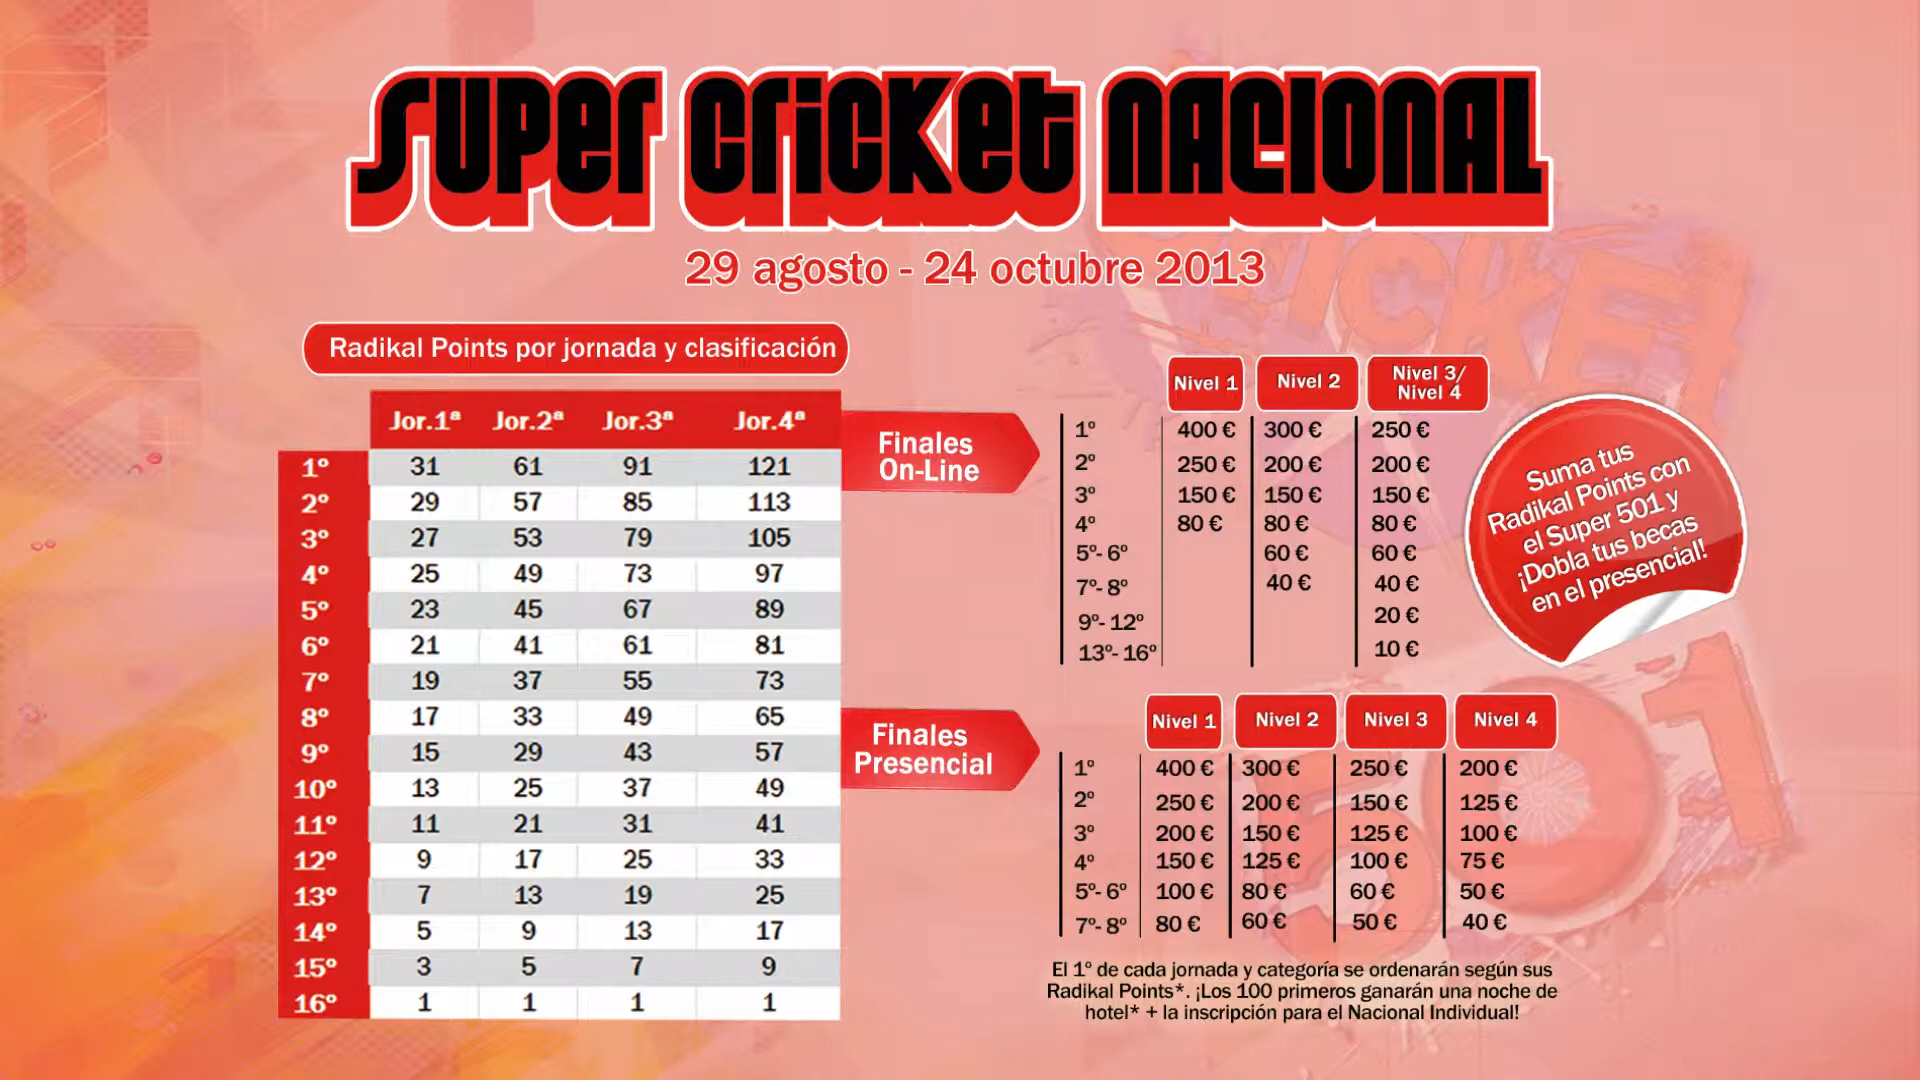 SUPER CRICKET NACIONAL
29 agosto - 24 octubre 2013
Radikal Points por jornada y clasificación
Jor.1ª Jor.2ª Jor.3ª Jor.4ª
1º 31 61 91 121
2º 29 57 85 113
3º 27 53 79 105
4º 25 49 73 97
5º 23 45 67 89
6º 21 41 61 81
7º 19 37 55 73
8º 17 33 49 65
9º 15 29 43 57
10º 13 25 37 49
11º 11 21 31 41
12º 9 17 25 33
13º 7 13 19 25
14º 5 9 13 17
15º 3 5 7 9
16º 1 1 1 1
Finales
On-Line
Nivel 1 Nivel 2 Nivel 3/
Nivel 4
1º 400 € 300 € 250 €
2º 250 € 200 € 200 €
3º 150 € 150 € 150 €
4º 80 € 80 € 80 €
5º- 6º 60 € 60 €
7º- 8º 40 € 40 €
9º- 12º 20 €
13º- 16º 10 €
Suma tus
Radikal Points con
el Super 501 y
¡Dobla tus becas
en el presencial!
Finales
Presencial
Nivel 1 Nivel 2 Nivel 3 Nivel 4
1º 400 € 300 € 250 € 200 €
2º 250 € 200 € 150 € 125 €
3º 200 € 150 € 125 € 100 €
4º 150 € 125 € 100 € 75 €
5º- 6º 100 € 80 € 60 € 50 €
7º- 8º 80 € 60 € 50 € 40 €
El 1º de cada jornada y categoría se ordenarán según sus
Radikal Points*. ¡Los 100 primeros ganarán una noche de
hotel* + la inscripción para el Nacional Individual!
CRICKET
501